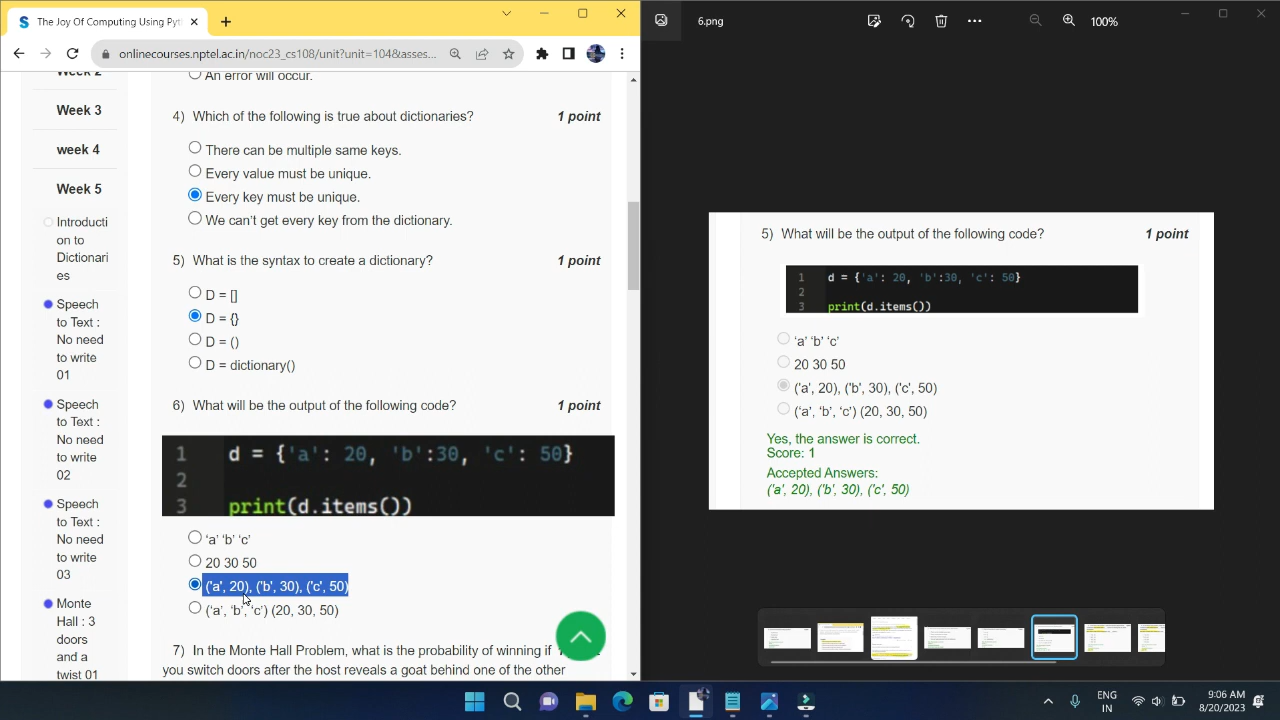 The Joy Of Computing Using Pyt
6.png
100%
onlinecourses.nptel.ac.in/noc23_cs108/unit?unit=104&asses...
Week 2
Week 3
week 4
Week 5
Introducti
on to
Dictionari
es
Speech
to Text :
No need
to write
01
Speech
to Text :
No need
to write
02
Speech
to Text :
No need
to write
03
Monte
Hall : 3
doors
and a
twist 01
An error will occur.
4) Which of the following is true about dictionaries? 1 point
There can be multiple same keys.
Every value must be unique.
Every key must be unique.
We can't get every key from the dictionary.
5) What is the syntax to create a dictionary? 1 point
D = []
D = {}
D = ()
D = dictionary()
6) What will be the output of the following code? 1 point
1 d = {'a': 20, 'b':30, 'c': 50}
2
3 print(d.items())
‘a’ ‘b’ ‘c’
20 30 50
('a', 20), ('b', 30), ('c', 50)
(‘a’, ‘b’, ‘c’) (20, 30, 50)
7) In the Monte Hall Problem, what is the probability of winning if
you switch doors after the host reveals a goat behind one of the other
5) What will be the output of the following code? 1 point
1 d = {'a': 20, 'b':30, 'c': 50}
2
3 print(d.items())
‘a’ ‘b’ ‘c’
20 30 50
('a', 20), ('b', 30), ('c', 50)
(‘a’, ‘b’, ‘c’) (20, 30, 50)
Yes, the answer is correct.
Score: 1
Accepted Answers:
('a', 20), ('b', 30), ('c', 50)
ENG
IN
9:06 AM
8/20/2023